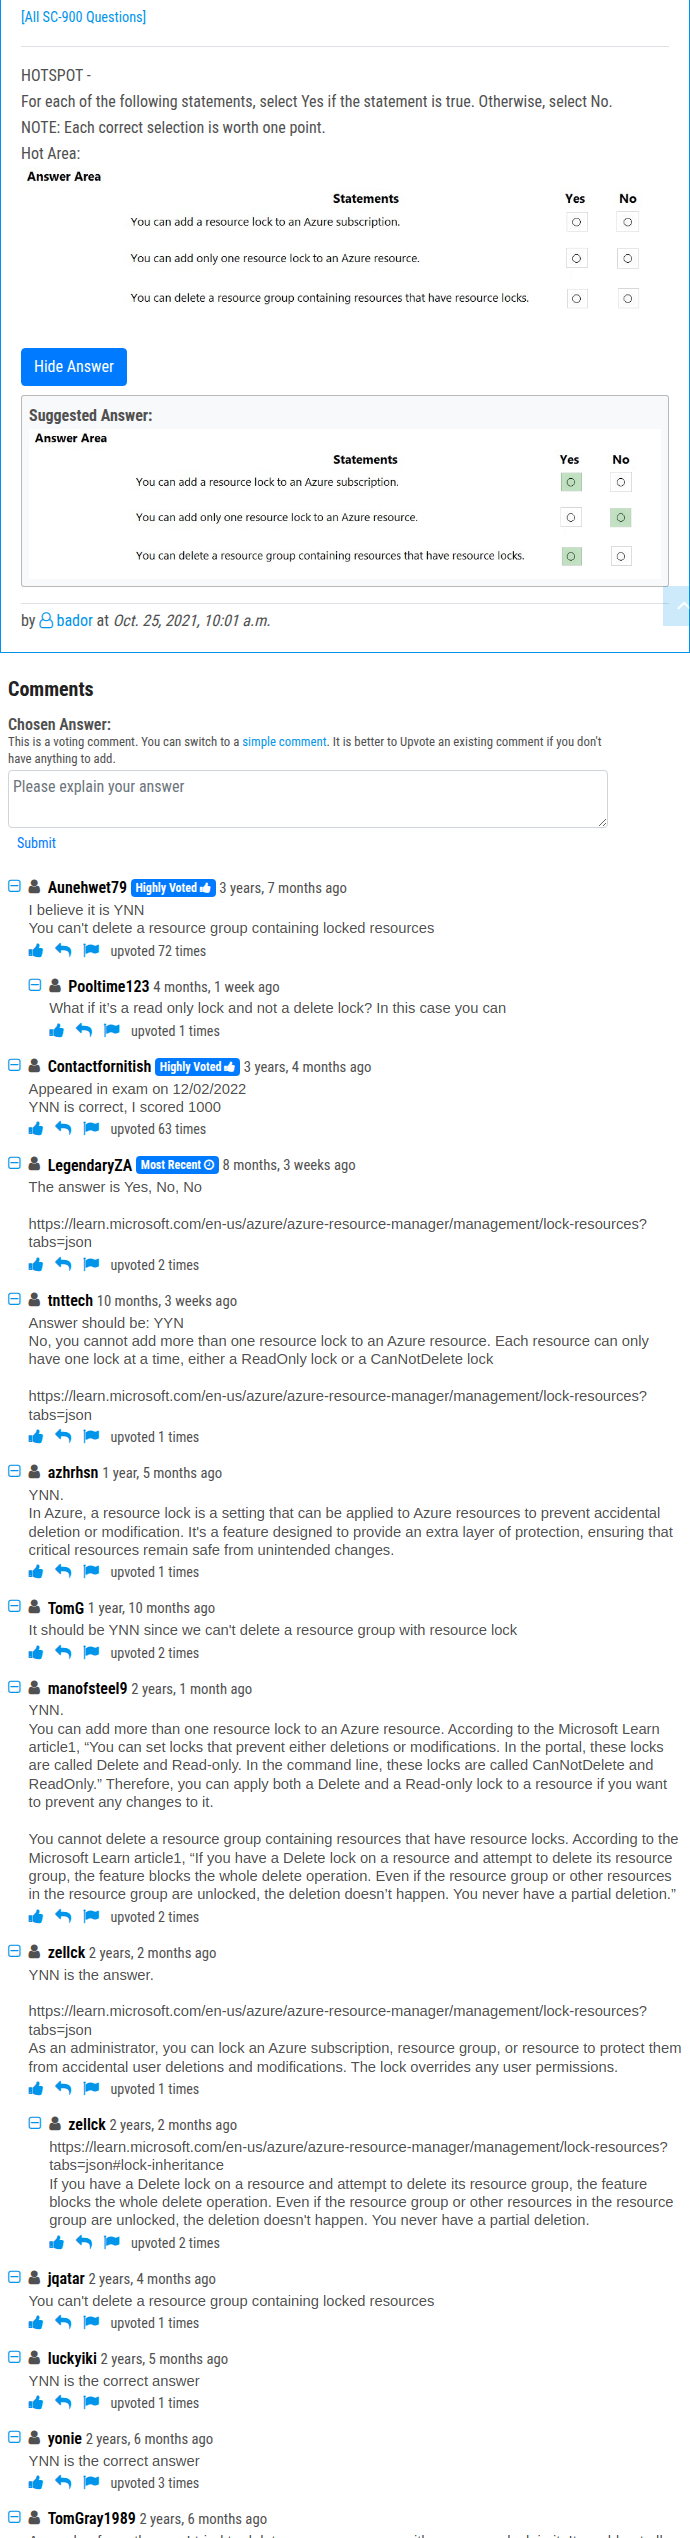 [All SC-900 Questions]
HOTSPOT -
For each of the following statements, select Yes if the statement is true. Otherwise, select No.
NOTE: Each correct selection is worth one point.
Hot Area:
Answer Area
Statements Yes No
You can add a resource lock to an Azure subscription.
You can add only one resource lock to an Azure resource.
You can delete a resource group containing resources that have resource locks.
Hide Answer
Suggested Answer:
Answer Area
Statements Yes No
You can add a resource lock to an Azure subscription.
You can add only one resource lock to an Azure resource.
You can delete a resource group containing resources that have resource locks.
by bador at Oct. 25, 2021, 10:01 a.m.
Comments
Chosen Answer:
This is a voting comment. You can switch to a simple comment. It is better to Upvote an existing comment if you don't
have anything to add.
Please explain your answer
Submit
Aunehwet79 Highly Voted 3 years, 7 months ago
I believe it is YNN
You can't delete a resource group containing locked resources
upvoted 72 times
Pooltime123 4 months, 1 week ago
What if it's a read only lock and not a delete lock? In this case you can
upvoted 1 times
Contactfornitish Highly Voted 3 years, 4 months ago
Appeared in exam on 12/02/2022
YNN is correct, I scored 1000
upvoted 63 times
LegendaryZA Most Recent 8 months, 3 weeks ago
The answer is Yes, No, No
https://learn.microsoft.com/en-us/azure/azure-resource-manager/management/lock-resources?
tabs=json
upvoted 2 times
tnttech 10 months, 3 weeks ago
Answer should be: YYN
No, you cannot add more than one resource lock to an Azure resource. Each resource can only
have one lock at a time, either a ReadOnly lock or a CanNotDelete lock
https://learn.microsoft.com/en-us/azure/azure-resource-manager/management/lock-resources?
tabs=json
upvoted 1 times
azhrhsn 1 year, 5 months ago
YNN.
In Azure, a resource lock is a setting that can be applied to Azure resources to prevent accidental
deletion or modification. It's a feature designed to provide an extra layer of protection, ensuring that
critical resources remain safe from unintended changes.
upvoted 1 times
TomG 1 year, 10 months ago
It should be YNN since we can't delete a resource group with resource lock
upvoted 2 times
manofsteel9 2 years, 1 month ago
YNN.
You can add more than one resource lock to an Azure resource. According to the Microsoft Learn
article1, “You can set locks that prevent either deletions or modifications. In the portal, these locks
are called Delete and Read-only. In the command line, these locks are called CanNotDelete and
ReadOnly.” Therefore, you can apply both a Delete and a Read-only lock to a resource if you want
to prevent any changes to it.
You cannot delete a resource group containing resources that have resource locks. According to the
Microsoft Learn article1, “If you have a Delete lock on a resource and attempt to delete its resource
group, the feature blocks the whole delete operation. Even if the resource group or other resources
in the resource group are unlocked, the deletion doesn’t happen. You never have a partial deletion.”
upvoted 2 times
zellck 2 years, 2 months ago
YNN is the answer.
https://learn.microsoft.com/en-us/azure/azure-resource-manager/management/lock-resources?
tabs=json
As an administrator, you can lock an Azure subscription, resource group, or resource to protect them
from accidental user deletions and modifications. The lock overrides any user permissions.
upvoted 1 times
zellck 2 years, 2 months ago
https://learn.microsoft.com/en-us/azure/azure-resource-manager/management/lock-resources?
tabs=json#lock-inheritance
If you have a Delete lock on a resource and attempt to delete its resource group, the feature
blocks the whole delete operation. Even if the resource group or other resources in the resource
group are unlocked, the deletion doesn't happen. You never have a partial deletion.
upvoted 2 times
jqatar 2 years, 4 months ago
You can't delete a resource group containing locked resources
upvoted 1 times
luckyiki 2 years, 5 months ago
YNN is the correct answer
upvoted 1 times
yonie 2 years, 6 months ago
YNN is the correct answer
upvoted 3 times
TomGray1989 2 years, 6 months ago